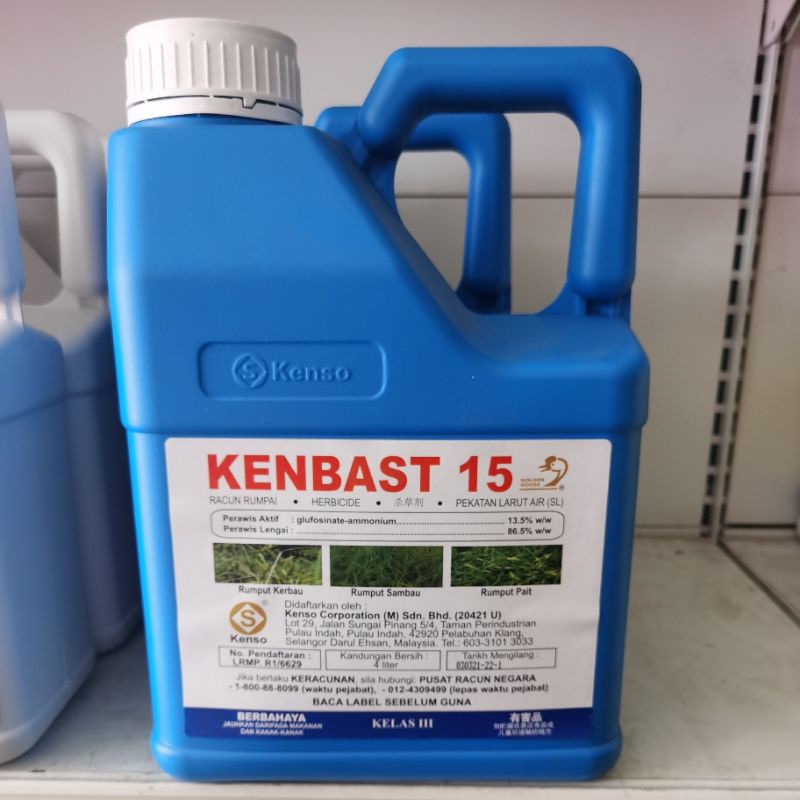 Kenso
KENBAST 15
GOLDEN
GOOSE ®
RACUN RUMPAI • HERBICIDE • 杀草剂 • PEKATAN LARUT AIR (SL)
Perawis Aktif : glufosinate-ammonium........ 13.5% w/w
Perawis Lengai : ........ 86.5% w/w
Rumput Kerbau Rumput Sambau Rumput Pait
Didaftarkan oleh :
Kenso Corporation (M) Sdn. Bhd. (20421 U)
Lot 29, Jalan Sungai Pinang 5/4, Taman Perindustrian
Pulau Indah, Pulau Indah, 42920 Pelabuhan Klang,
Selangor Darul Ehsan, Malaysia. Tel.: 603-3101 3033
® Kenso
No. Pendaftaran : LRMP. R1/6629
Kandungan Bersih : 4 liter
Tarikh Mengilang : 030321-22-1
Jika berlaku KERACUNAN, sila hubungi: PUSAT RACUN NEGARA
- 1-800-88-8099 (waktu pejabat), - 012-4309499 (lepas waktu pejabat)
BACA LABEL SEBELUM GUNA
BERBAHAYA
JAUHKAN DARIPADA MAKANAN
DAN KANAK-KANAK
KELAS III
有害品